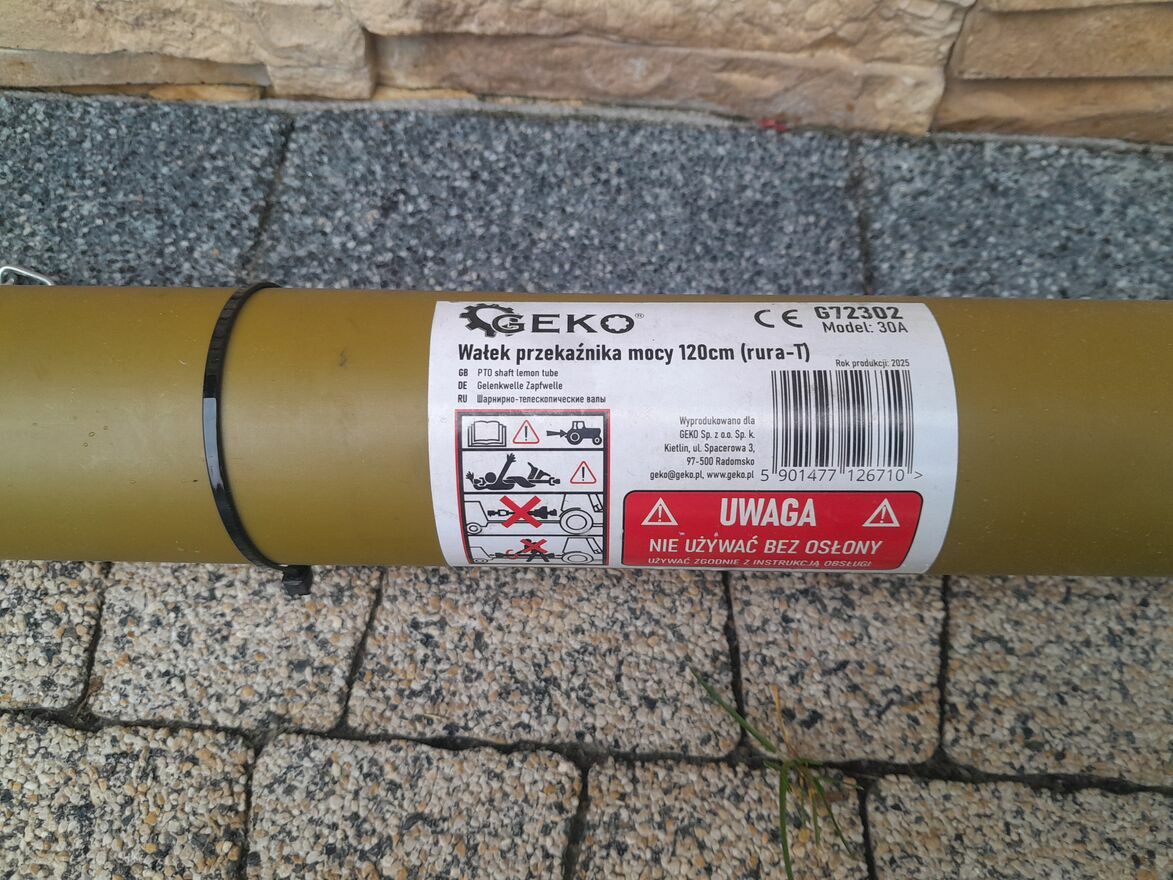 GEKO®
CE G72302
Model: 30A
Wałek przekaźnika mocy 120cm (rura-T)
Rok produkcji: 2025
GB PTO shaft lemon tube
DE Gelenkwelle Zapfwelle
RU Шарнирно-телескопические валы
Wyprodukowano dla
GEKO Sp. z o.o. Sp. k.
Kietlin, ul. Spacerowa 3,
97-500 Radomsko
geko@geko.pl, www.geko.pl
5 901477 126710 >
UWAGA
NIE UŻYWAĆ BEZ OSŁONY
UŻYWAĆ ZGODNIE Z INSTRUKCJĄ OBSŁUGI